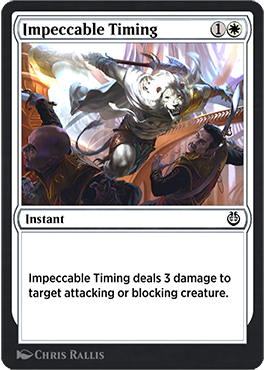 Impeccable Timing 1
Instant
Impeccable Timing deals 3 damage to
target attacking or blocking creature.
CHRIS RALLIS